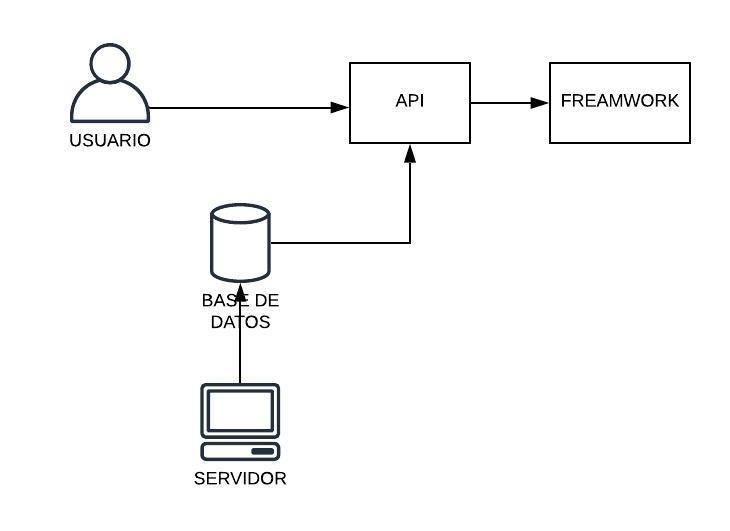 API
FREAMWORK
USUARIO
BASE DE
DATOS
SERVIDOR